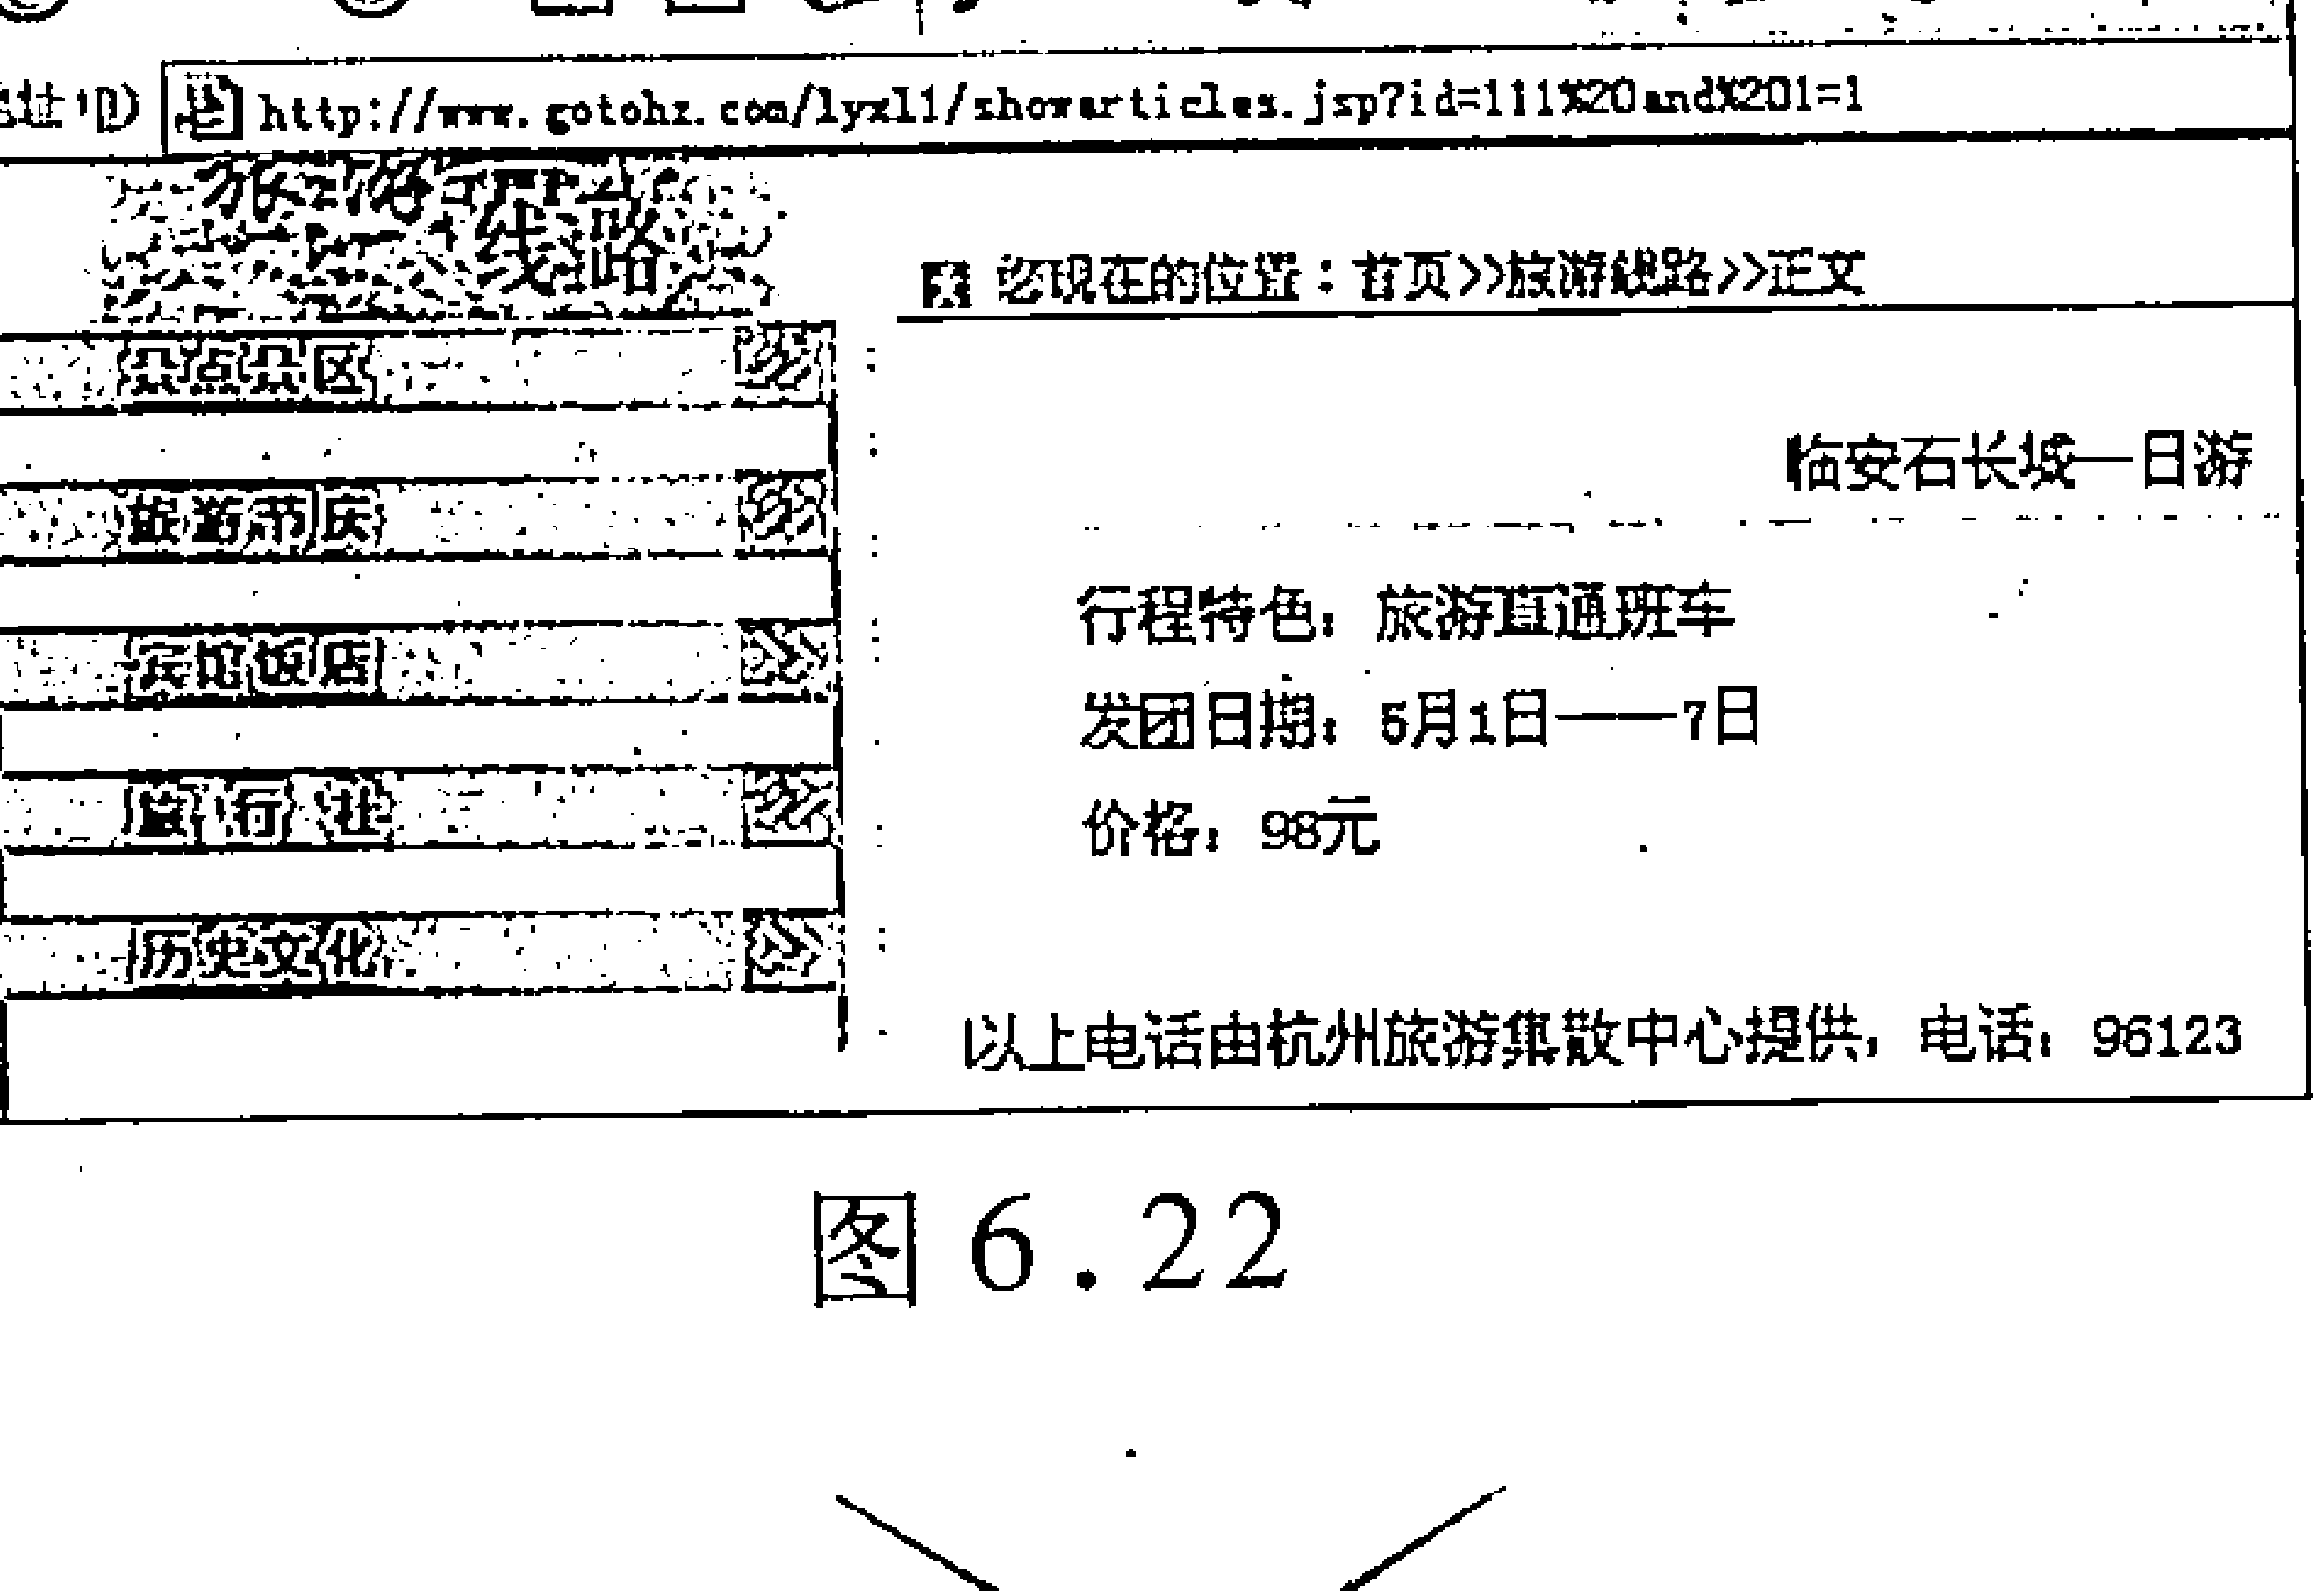 地址(D) http://www.gotohz.com/lyxl1/showarticles.jsp?id=111%20and%201=1
旅游
线路
您现在的位置：首页>>旅游线路>>正文
景点景区
临安石长城一日游
旅游节庆
行程特色：旅游直通班车
宾馆饭店
发团日期：5月1日——7日
旅行社
价格：98元
历史文化
以上电话由杭州旅游集散中心提供，电话：96123
图 6.22